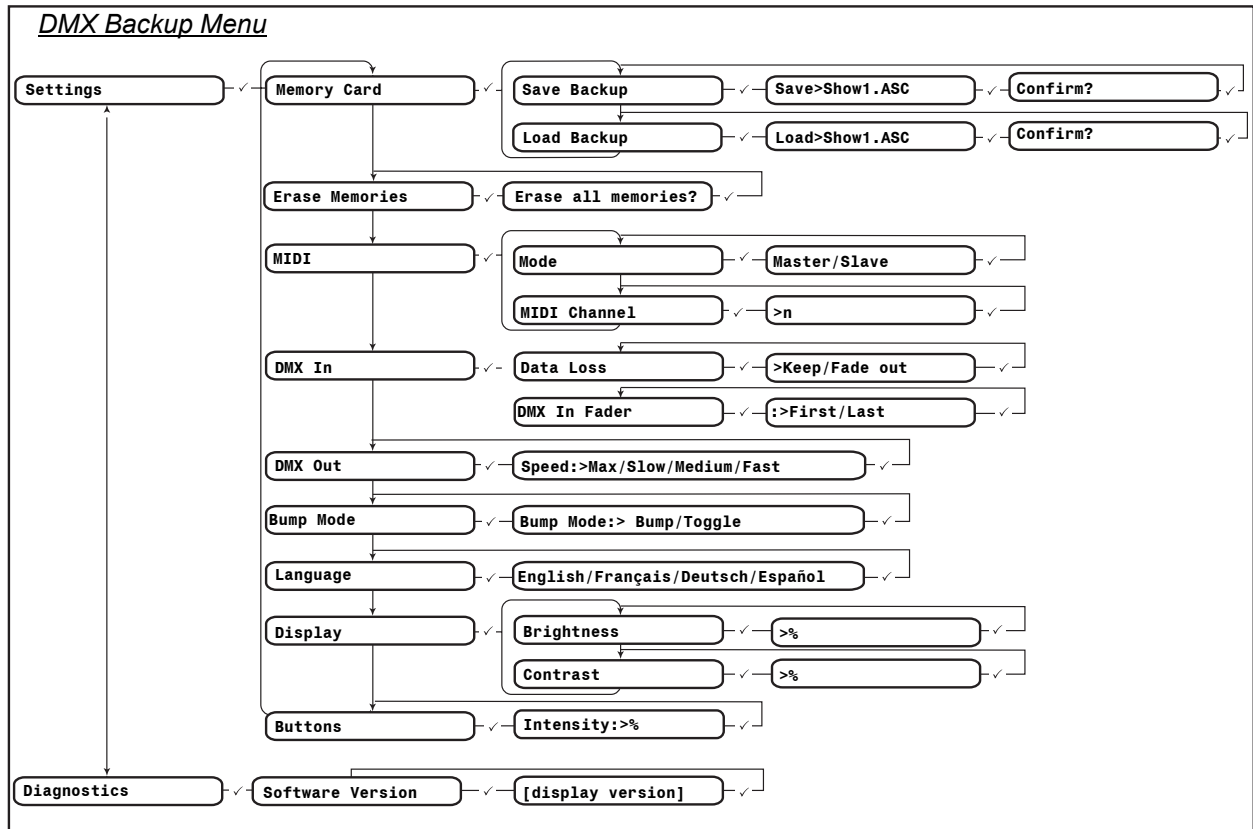 DMX Backup Menu
Settings
Memory Card
Save Backup
Save>Show1.ASC
Confirm?
Load Backup
Load>Show1.ASC
Confirm?
Erase Memories
Erase all memories?
MIDI
Mode
Master/Slave
MIDI Channel
>n
DMX In
Data Loss
>Keep/Fade out
DMX In Fader
:>First/Last
DMX Out
Speed:>Max/Slow/Medium/Fast
Bump Mode
Bump Mode:> Bump/Toggle
Language
English/Français/Deutsch/Español
Display
Brightness
>%
Contrast
>%
Buttons
Intensity:>%
Diagnostics
Software Version
[display version]